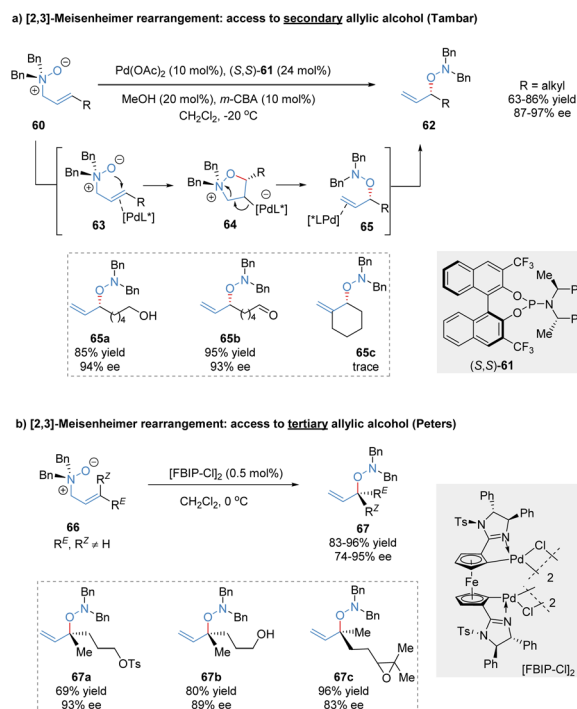 a) [2,3]-Meisenheimer rearrangement: access to secondary allylic alcohol (Tambar)
Bn
Bn
N
O
⊖
⊕
R
60
Pd(OAc)2 (10 mol%), (S,S)-61 (24 mol%)
MeOH (20 mol%), m-CBA (10 mol%)
CH2Cl2, -20 °C
Bn
N
Bn
O
R
62
R = alkyl
63-86% yield
87-97% ee
Bn
Bn
N
O
⊖
⊕
R
[PdL*]
63
Bn
Bn
N
O
⊕
R
⊖
[PdL*]
64
Bn
N
Bn
O
[*LPd]
R
65
Bn
N
Bn
O
( )4 OH
65a
85% yield
94% ee
Bn
N
Bn
O
( )4 O
65b
95% yield
93% ee
Bn
N
Bn
O
65c
trace
CF3
O
O
P N
Me
P
Me
P
CF3
(S,S)-61
b) [2,3]-Meisenheimer rearrangement: access to tertiary allylic alcohol (Peters)
Bn
Bn
N
O
⊖
⊕
RZ
RE
66
RE, RZ ≠ H
[FBIP-Cl]2 (0.5 mol%)
CH2Cl2, 0 °C
Bn
N
Bn
O
RE
RZ
67
83-96% yield
74-95% ee
Bn
N
Bn
O
Me
OTs
67a
69% yield
93% ee
Bn
N
Bn
O
Me
OH
67b
80% yield
89% ee
Bn
N
Bn
O
Me
O
Me
Me
67c
96% yield
83% ee
Ph
Ts
N
Ph
N
Cl
Pd
2
Fe
Pd
Cl
2
N
Ts
N
Ph
Ph
[FBIP-Cl]2